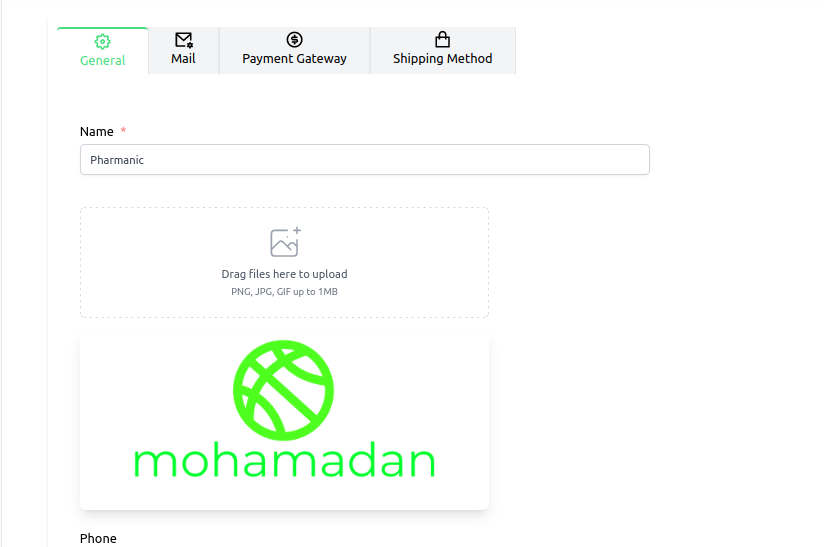 General
Mail
Payment Gateway
Shipping Method
Name *
Pharmanic
Drag files here to upload
PNG, JPG, GIF up to 1MB
mohamadan
Phone